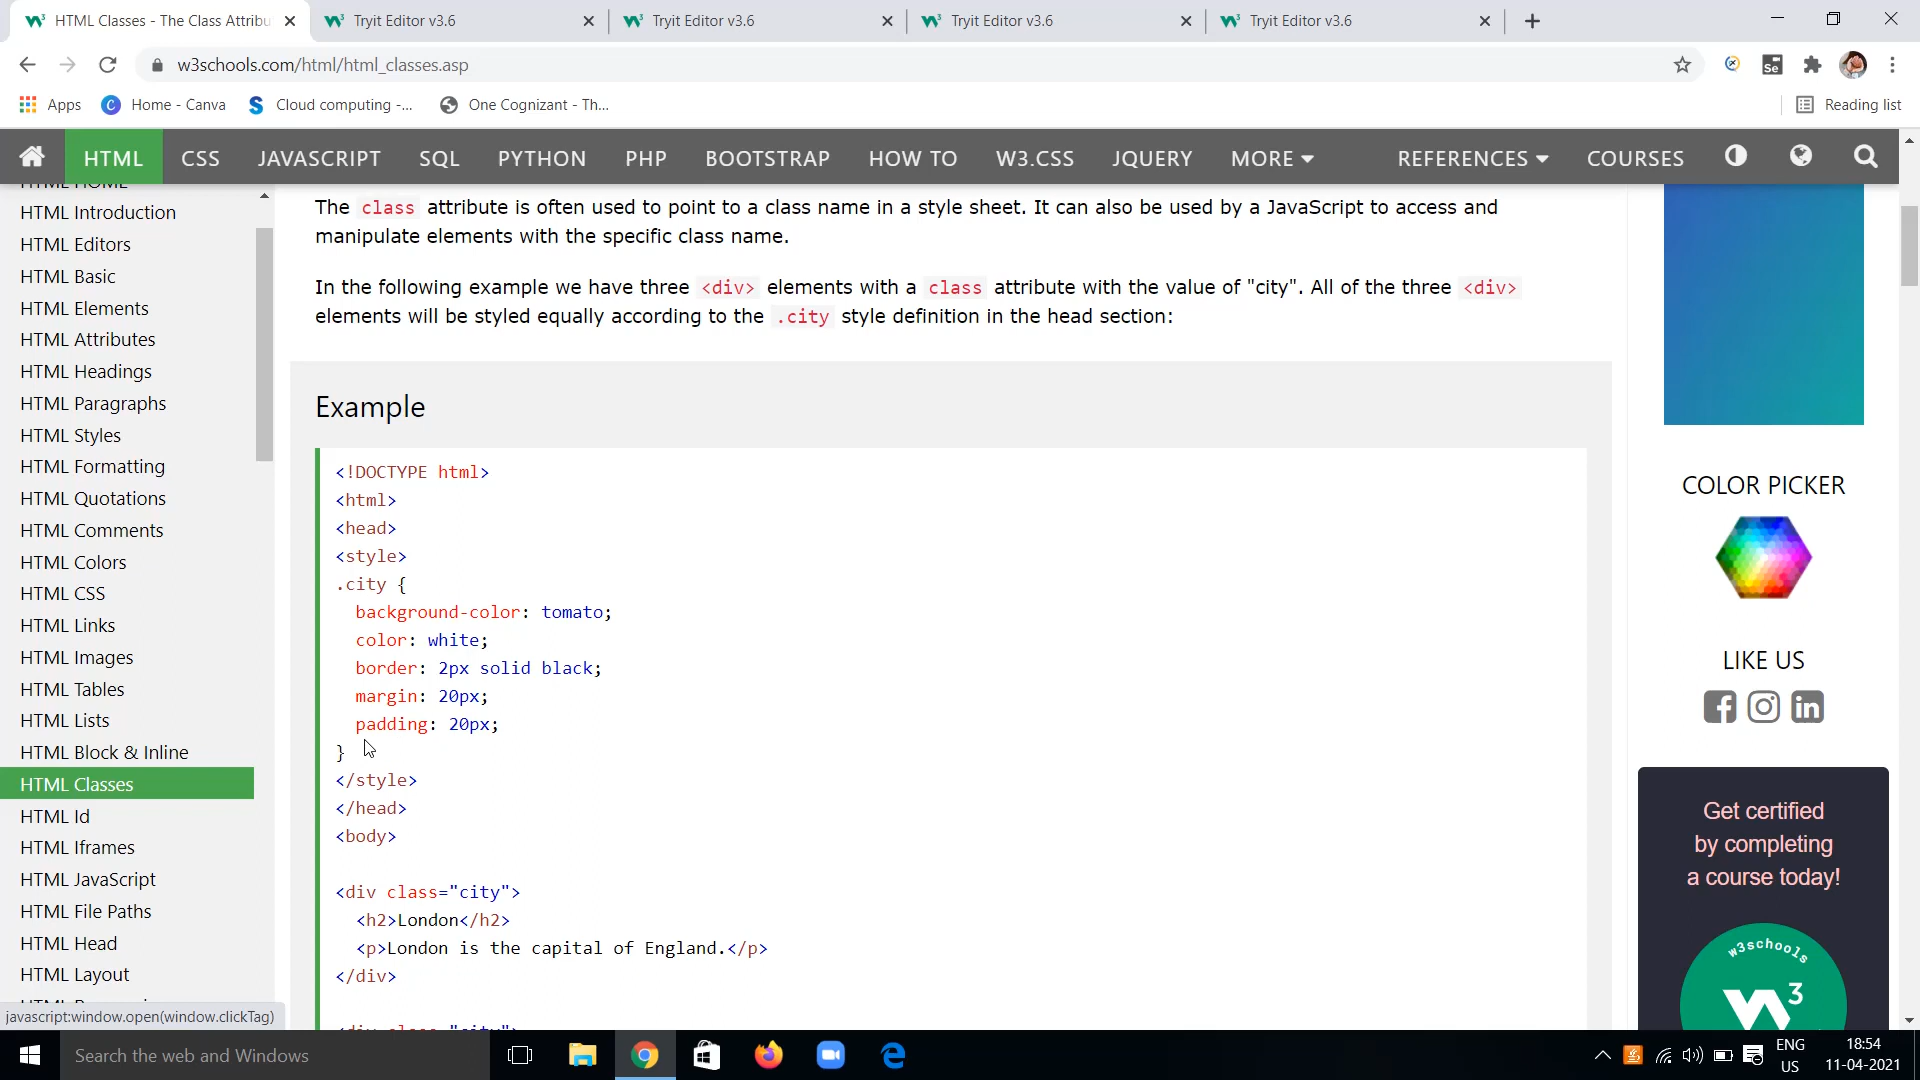 HTML Classes - The Class Attribu
Tryit Editor v3.6
Tryit Editor v3.6
Tryit Editor v3.6
Tryit Editor v3.6
w3schools.com/html/html_classes.asp
Se
Apps
Home - Canva
Cloud computing -...
One Cognizant - Th...
Reading list
HTML
CSS
JAVASCRIPT
SQL
PYTHON
PHP
BOOTSTRAP
HOW TO
W3.CSS
JQUERY
MORE
REFERENCES
COURSES
HTML HOME
HTML Introduction
HTML Editors
HTML Basic
HTML Elements
HTML Attributes
HTML Headings
HTML Paragraphs
HTML Styles
HTML Formatting
HTML Quotations
HTML Comments
HTML Colors
HTML CSS
HTML Links
HTML Images
HTML Tables
HTML Lists
HTML Block & Inline
HTML Classes
HTML Id
HTML Iframes
HTML JavaScript
HTML File Paths
HTML Head
HTML Layout
javascript:window.open(window.clickTag)
The class attribute is often used to point to a class name in a style sheet. It can also be used by a JavaScript to access and
manipulate elements with the specific class name.
In the following example we have three <div> elements with a class attribute with the value of "city". All of the three <div>
elements will be styled equally according to the .city style definition in the head section:
Example
<!DOCTYPE html>
<html>
<head>
<style>
.city {
background-color: tomato;
color: white;
border: 2px solid black;
margin: 20px;
padding: 20px;
}
</style>
</head>
<body>
<div class="city">
<h2>London</h2>
<p>London is the capital of England.</p>
</div>
<div class="city">
COLOR PICKER
LIKE US
Get certified
by completing
a course today!
w3schools
W3
Search the web and Windows
ENG
US
18:54
11-04-2021